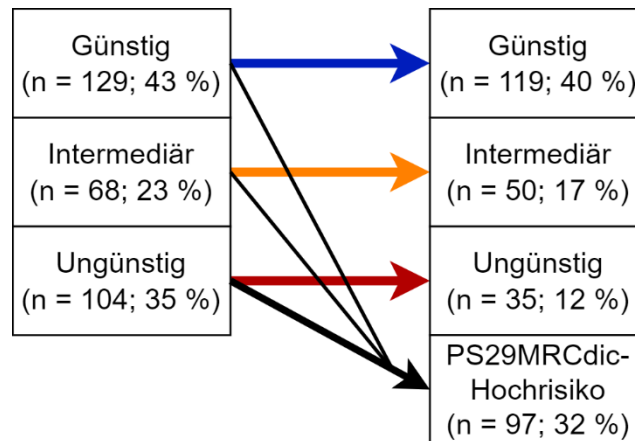 Günstig
(n = 129; 43 %)
Intermediär
(n = 68; 23 %)
Ungünstig
(n = 104; 35 %)
Günstig
(n = 119; 40 %)
Intermediär
(n = 50; 17 %)
Ungünstig
(n = 35; 12 %)
PS29MRCdic-
Hochrisiko
(n = 97; 32 %)